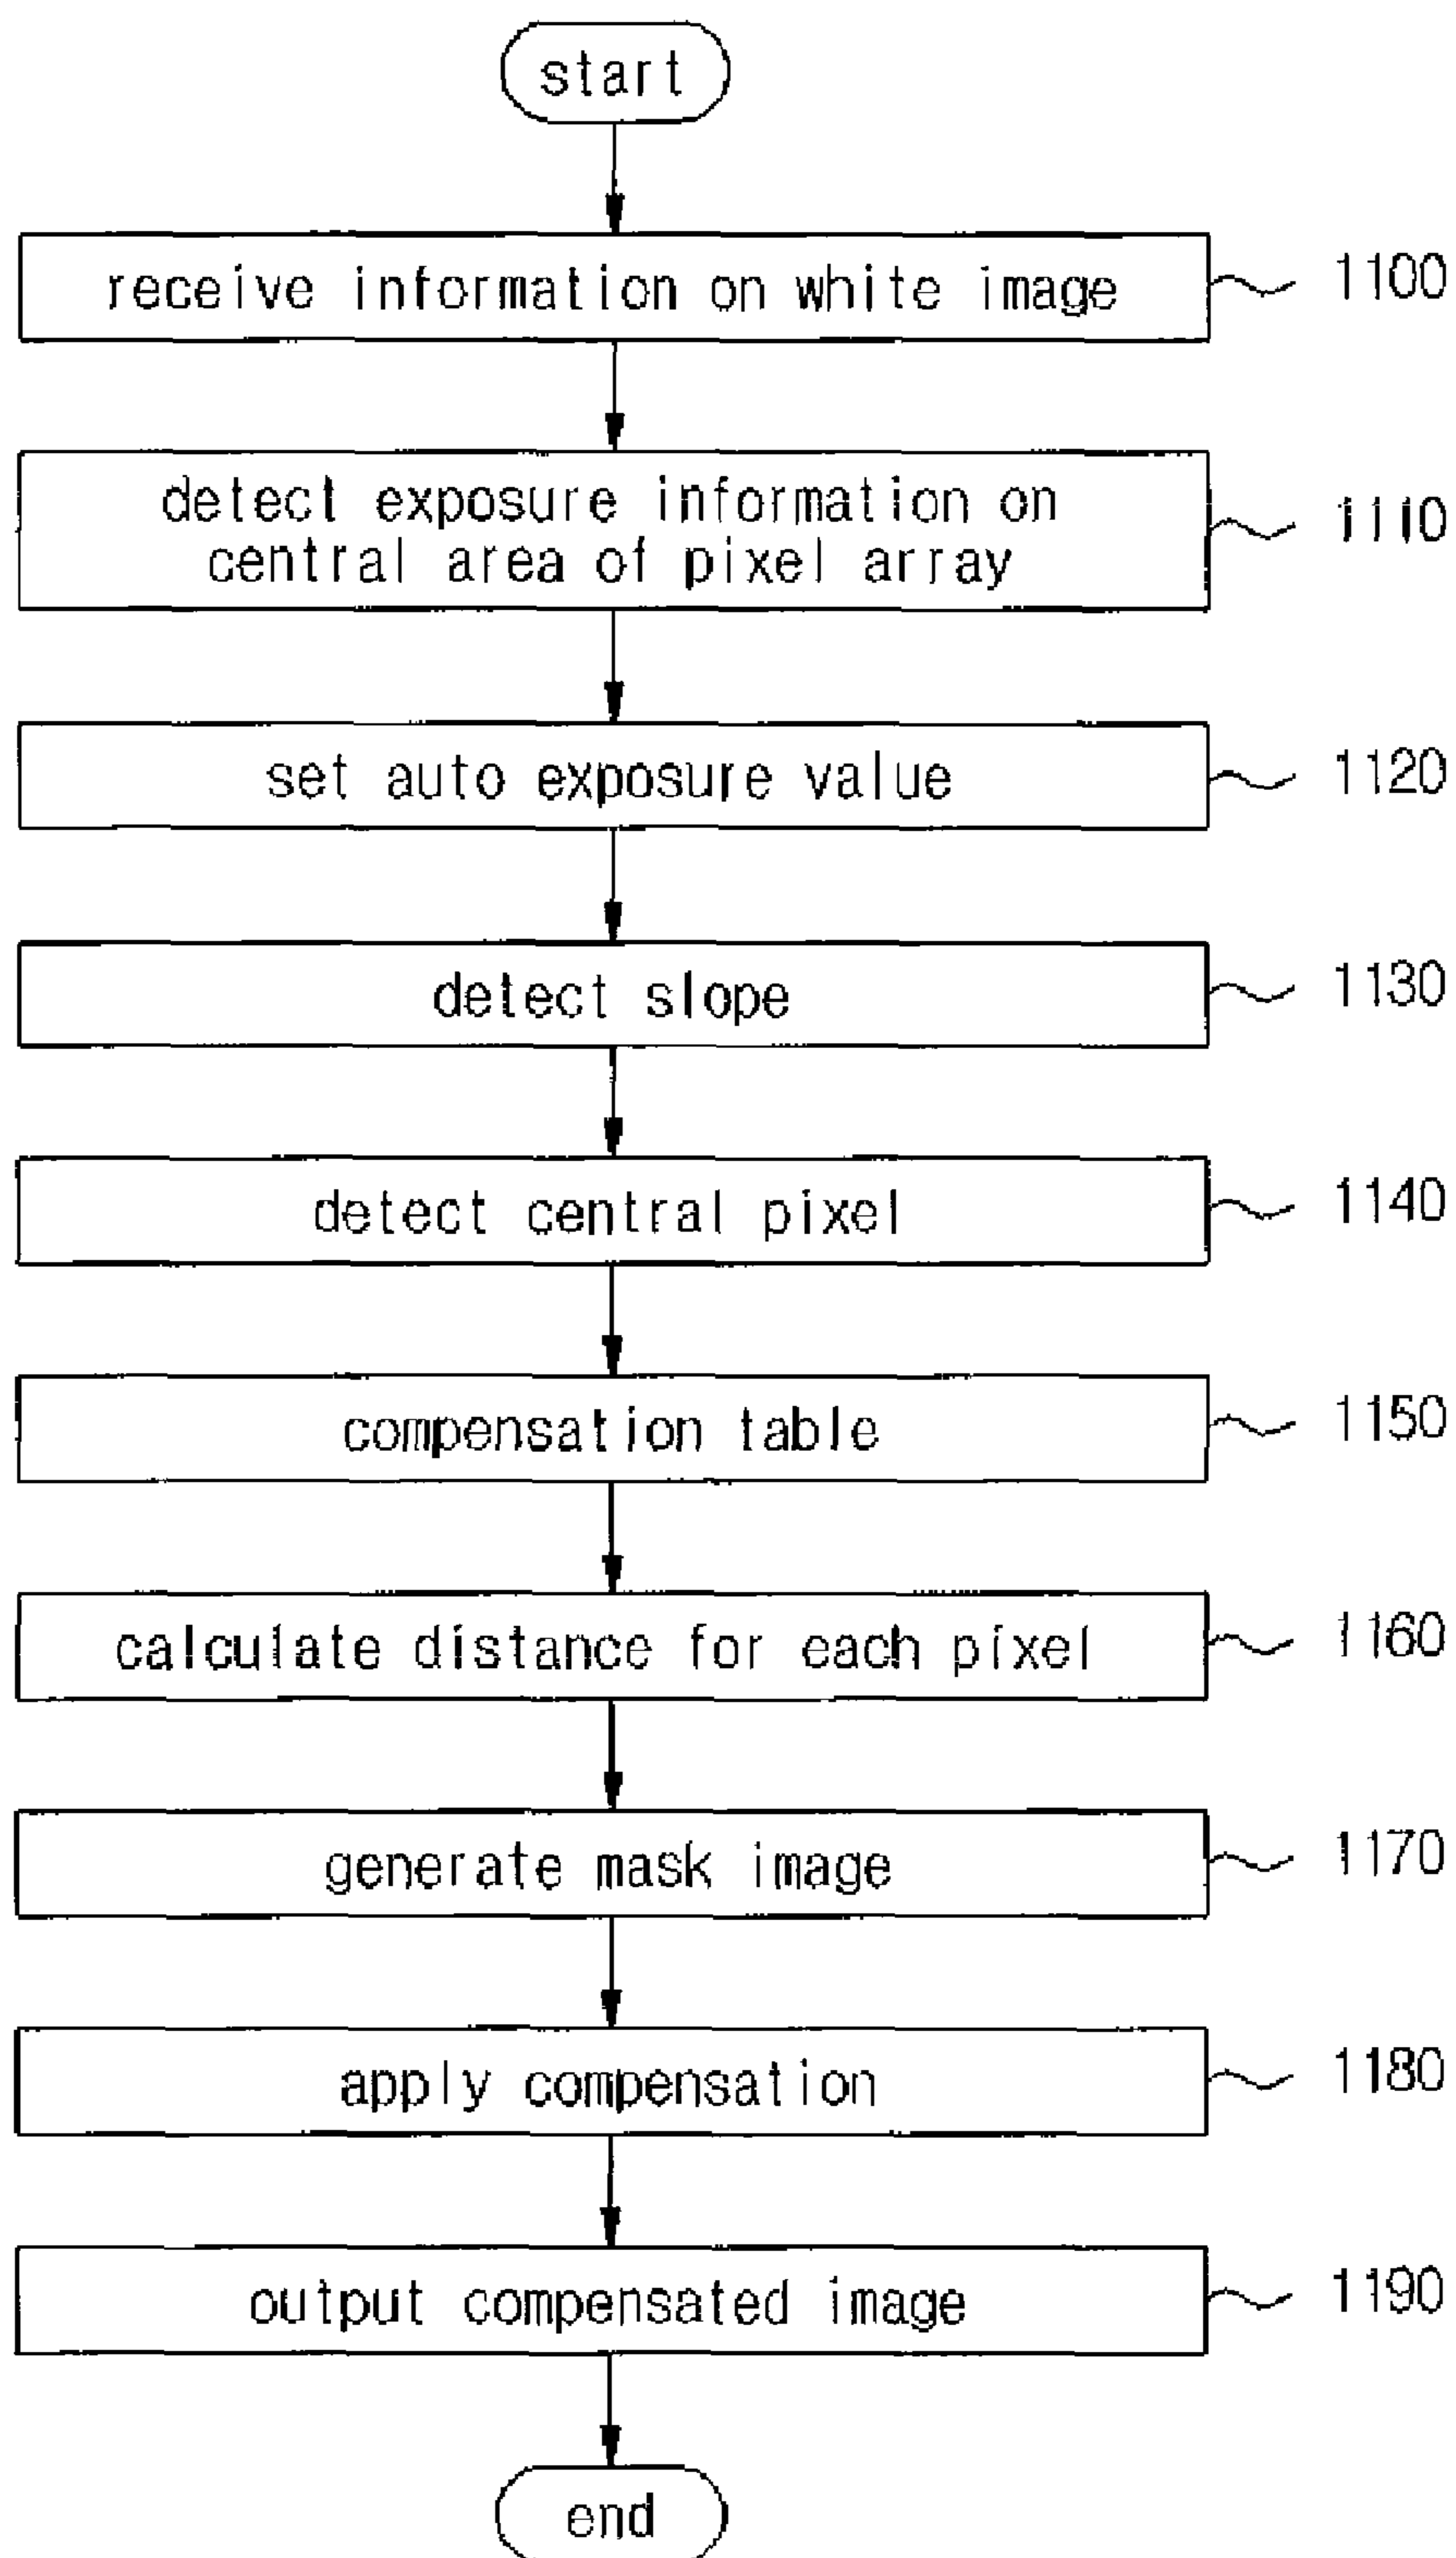 start
receive information on white image
1100
detect exposure information on
central area of pixel array
1110
set auto exposure value
1120
detect slope
1130
detect central pixel
1140
compensation table
1150
calculate distance for each pixel
1160
generate mask image
1170
apply compensation
1180
output compensated image
1190
end